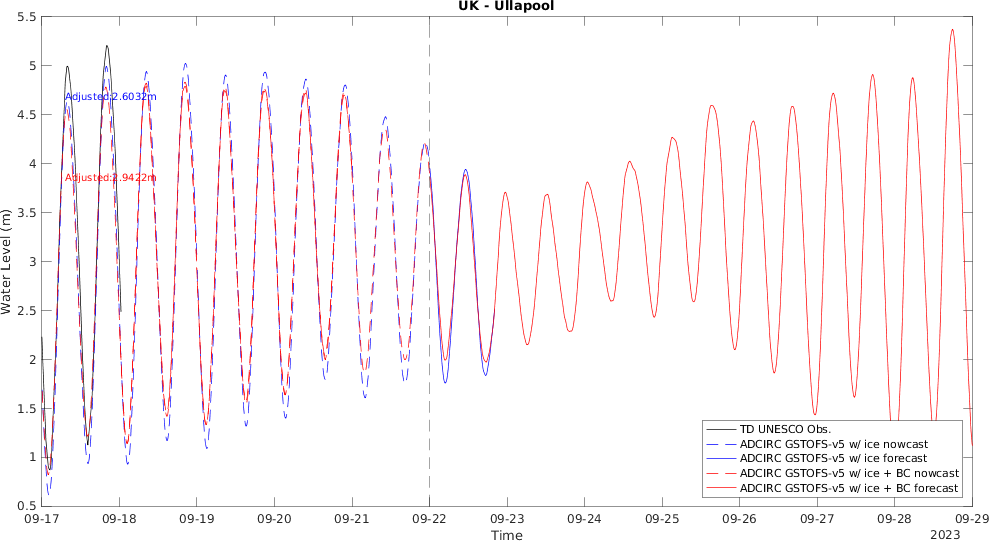 UK - Ullapool
5.5
5
4.5
4
3.5
3
2.5
2
1.5
1
0.5
Water Level (m)
Adjusted:2.6032m
Adjusted:2.9422m
TD UNESCO Obs.
ADCIRC GSTOFS-v5 w/ ice nowcast
ADCIRC GSTOFS-v5 w/ ice forecast
ADCIRC GSTOFS-v5 w/ ice + BC nowcast
ADCIRC GSTOFS-v5 w/ ice + BC forecast
09-17 09-18 09-19 09-20 09-21 09-22 09-23 09-24 09-25 09-26 09-27 09-28 09-29
Time
2023